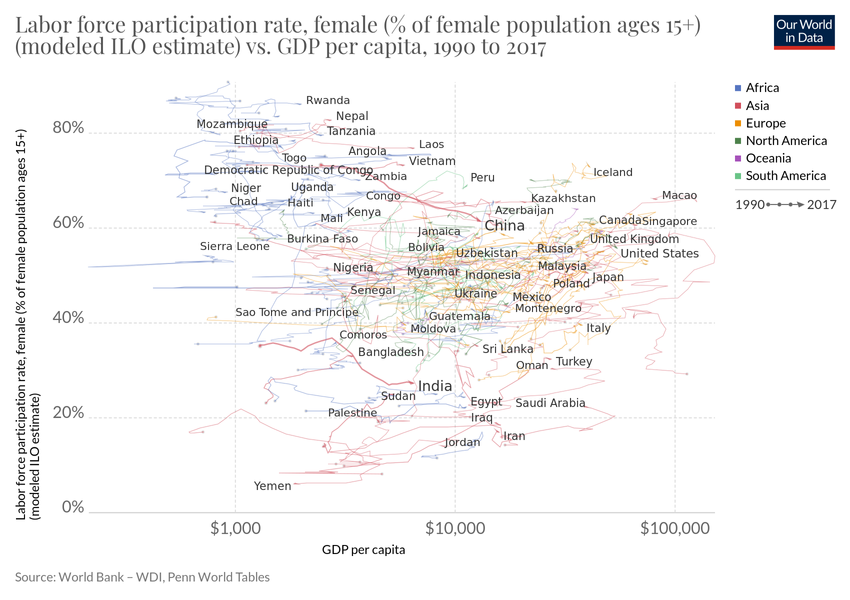 Labor force participation rate, female (% of female population ages 15+)
(modeled ILO estimate) vs. GDP per capita, 1990 to 2017
Our World
in Data
Africa
Asia
Europe
North America
Oceania
South America
1990
2017
Labor force participation rate, female (% of female population ages 15+)
(modeled ILO estimate)
80%
60%
40%
20%
0%
Rwanda
Nepal
Mozambique
Tanzania
Ethiopia
Laos
Angola
Togo
Vietnam
Democratic Republic of Congo
Zambia
Peru
Iceland
Niger
Uganda
Chad
Haiti
Congo
Kazakhstan
Macao
Mali
Kenya
Azerbaijan
China
Canada
Singapore
Jamaica
Burkina Faso
United Kingdom
Sierra Leone
Bolivia
Uzbekistan
Russia
United States
Nigeria
Myanmar
Indonesia
Malaysia
Japan
Senegal
Ukraine
Poland
Mexico
Sao Tome and Principe
Guatemala
Montenegro
Comoros
Moldova
Italy
Bangladesh
Sri Lanka
Oman
Turkey
India
Sudan
Egypt
Saudi Arabia
Palestine
Iraq
Jordan
Iran
Yemen
$1,000
$10,000
$100,000
GDP per capita
Source: World Bank – WDI, Penn World Tables